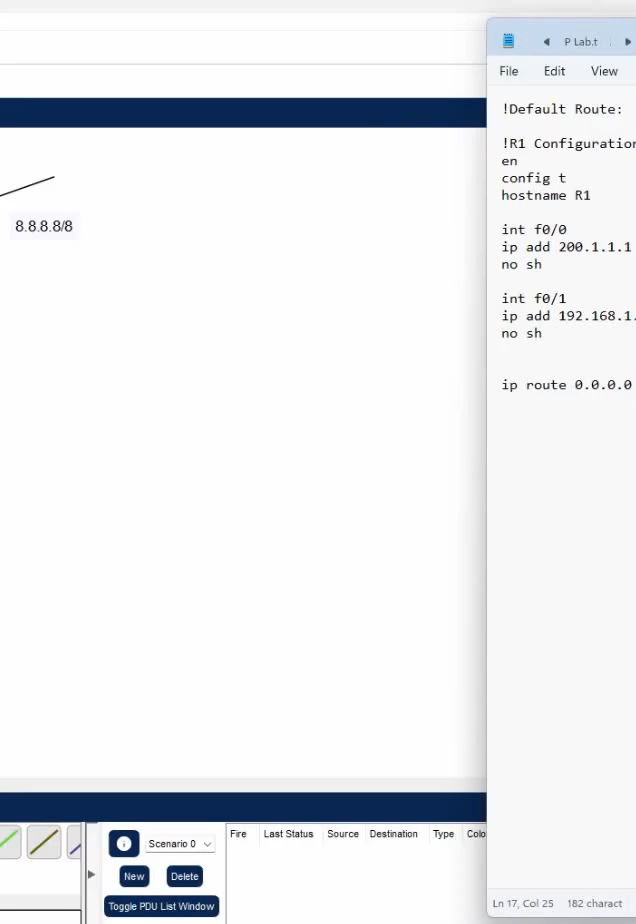 P Lab.t
File Edit View
!Default Route:
!R1 Configuration
en
config t
hostname R1
int f0/0
ip add 200.1.1.1
no sh
int f0/1
ip add 192.168.1.
no sh
ip route 0.0.0.0
Ln 17, Col 25 182 charact
8.8.8.8/8
Scenario 0
New Delete
Toggle PDU List Window
Fire Last Status Source Destination Type Colo